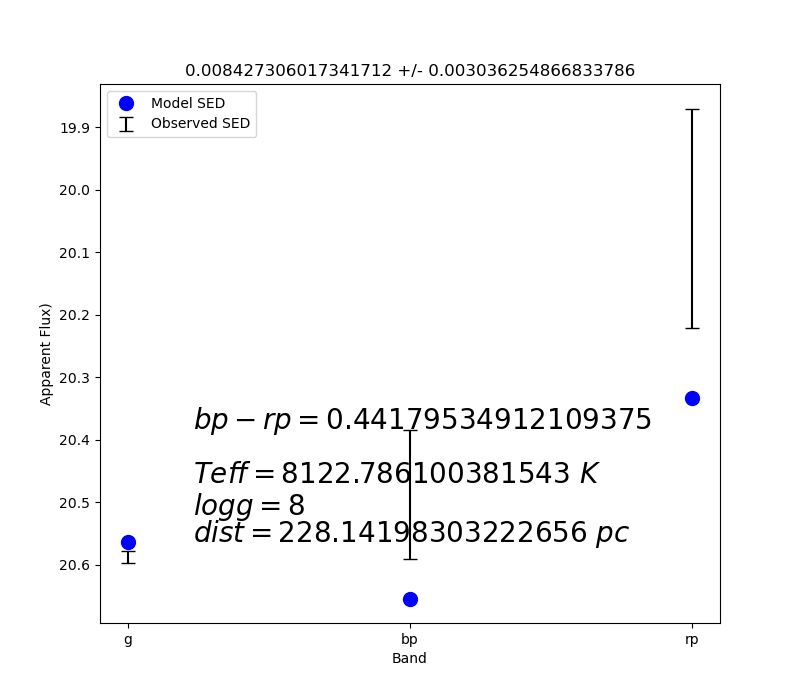 0.008427306017341712 +/- 0.003036254866833786
Model SED
Observed SED
19.9
20.0
20.1
20.2
20.3
20.4
20.5
20.6
Apparent Flux)
bp − rp = 0.44179534912109375
Teff = 8122.786100381543 K
logg = 8
dist = 228.14198303222656 pc
g
bp
rp
Band